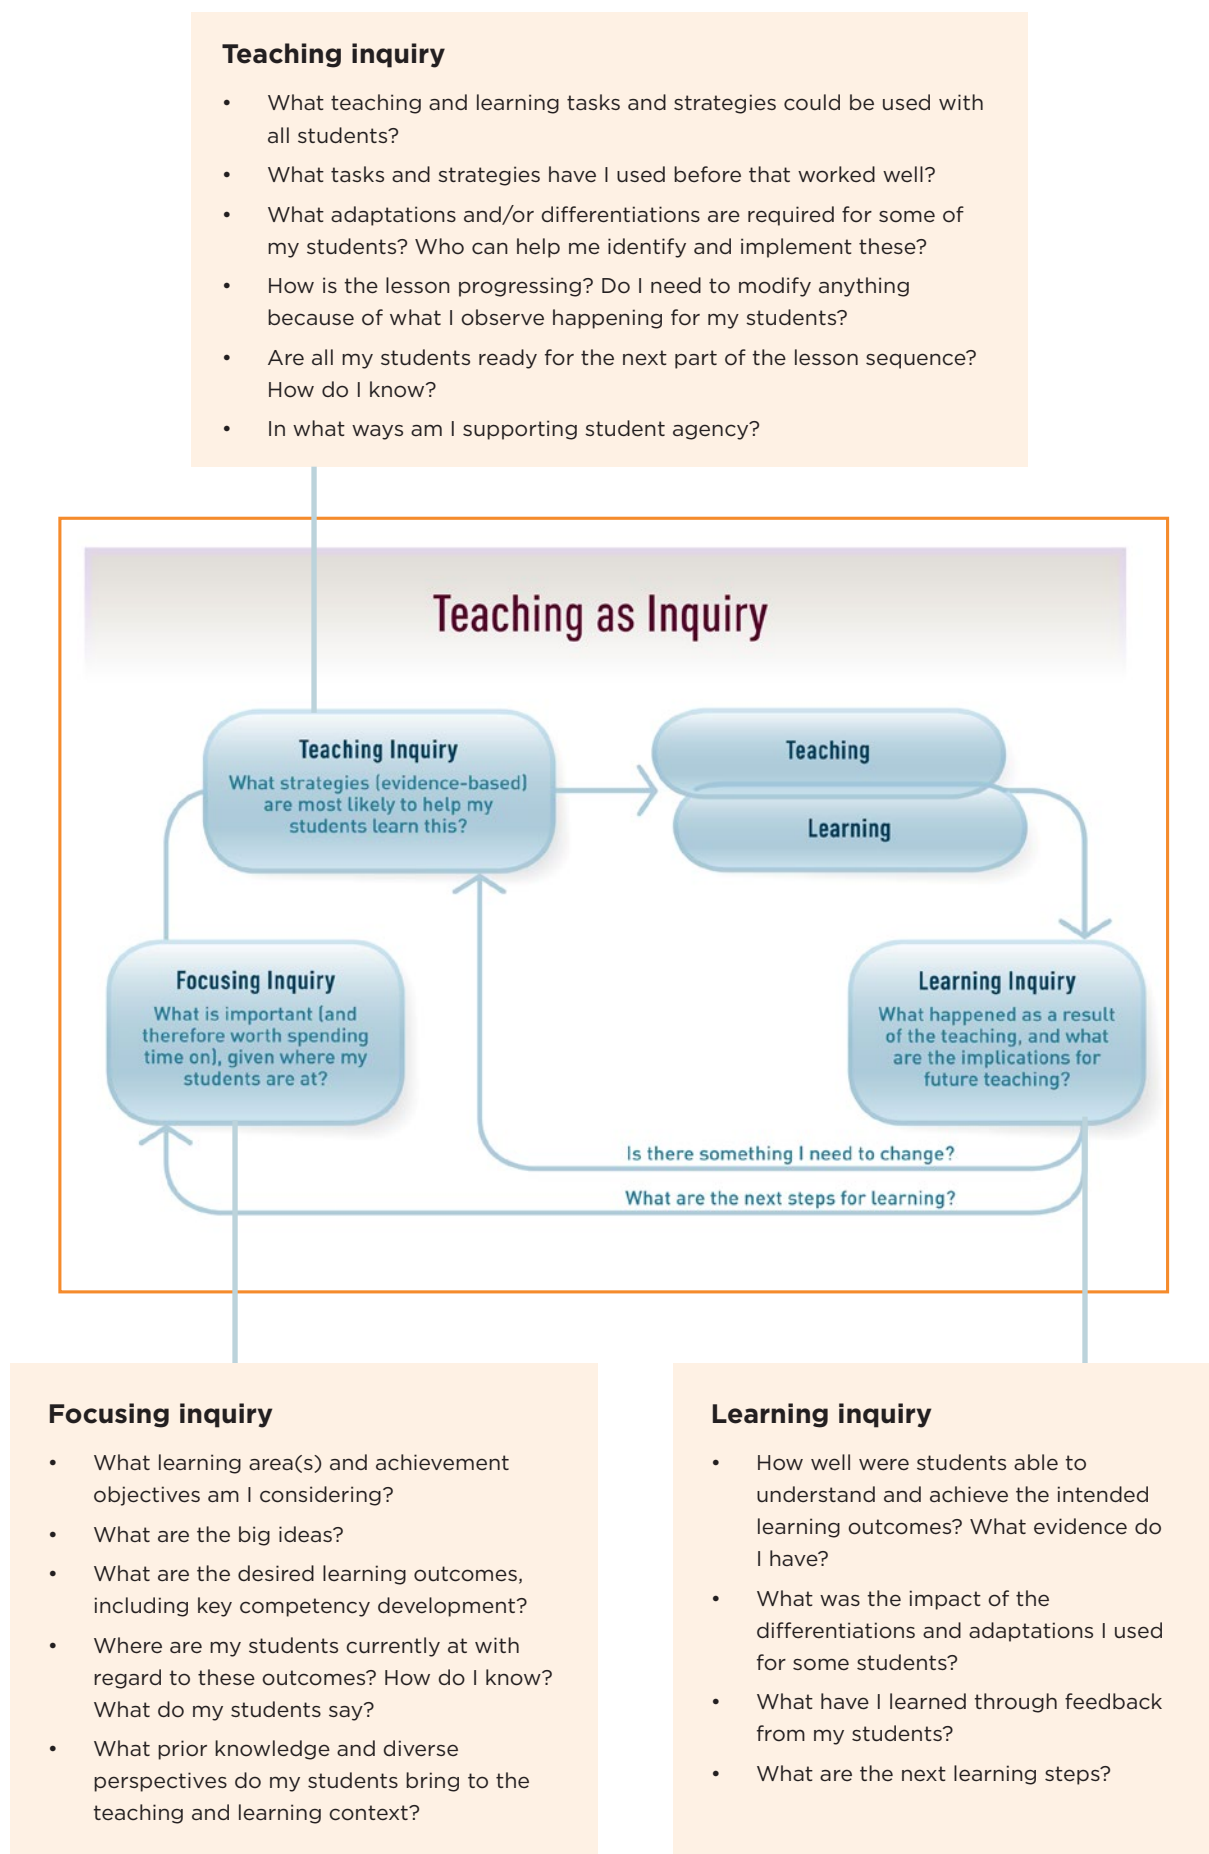 Teaching inquiry
• What teaching and learning tasks and strategies could be used with
all students?
• What tasks and strategies have I used before that worked well?
• What adaptations and/or differentiations are required for some of
my students? Who can help me identify and implement these?
• How is the lesson progressing? Do I need to modify anything
because of what I observe happening for my students?
• Are all my students ready for the next part of the lesson sequence?
How do I know?
• In what ways am I supporting student agency?
Teaching as Inquiry
Teaching Inquiry
What strategies (evidence-based)
are most likely to help my
students learn this?
Teaching
Learning
Focusing Inquiry
What is important (and
therefore worth spending
time on), given where my
students are at?
Learning Inquiry
What happened as a result
of the teaching, and what
are the implications for
future teaching?
Is there something I need to change?
What are the next steps for learning?
Focusing inquiry
• What learning area(s) and achievement
objectives am I considering?
• What are the big ideas?
• What are the desired learning outcomes,
including key competency development?
• Where are my students currently at with
regard to these outcomes? How do I know?
What do my students say?
• What prior knowledge and diverse
perspectives do my students bring to the
teaching and learning context?
Learning inquiry
• How well were students able to
understand and achieve the intended
learning outcomes? What evidence do
I have?
• What was the impact of the
differentiations and adaptations I used
for some students?
• What have I learned through feedback
from my students?
• What are the next learning steps?